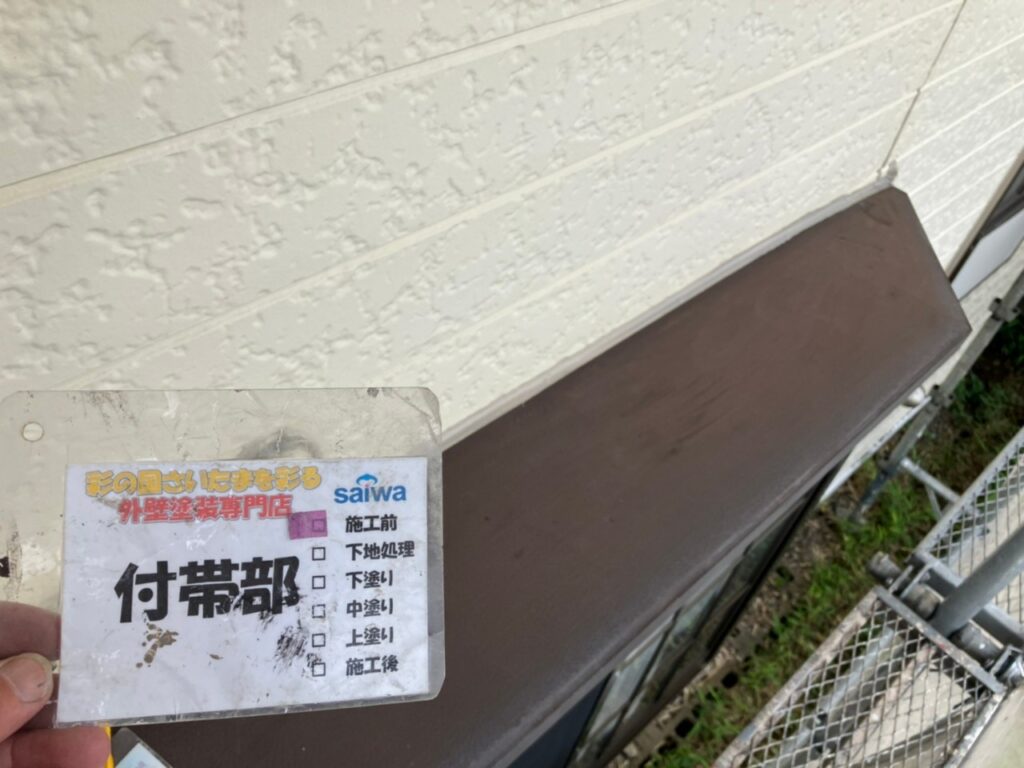 彩の国さいたまを彩る
外壁塗装専門店
saiwa
付帯部
施工前
下地処理
下塗り
中塗り
上塗り
施工後